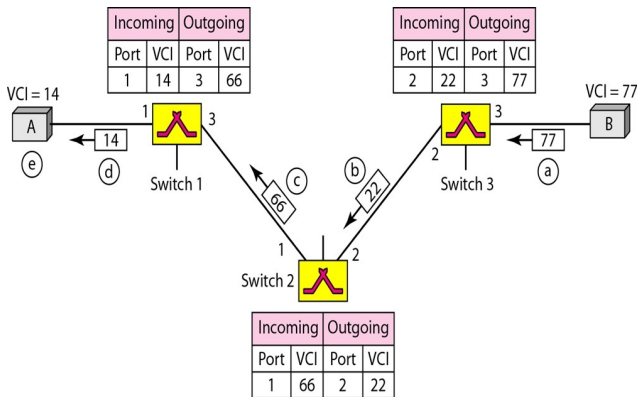 Incoming Outgoing
Port VCI Port VCI
1 14 3 66
Incoming Outgoing
Port VCI Port VCI
2 22 3 77
VCI = 14
VCI = 77
A
1
3
3
B
14
2
77
e
d
Switch 1
66
c
b
22
Switch 3
a
1
2
Switch 2
Incoming Outgoing
Port VCI Port VCI
1 66 2 22